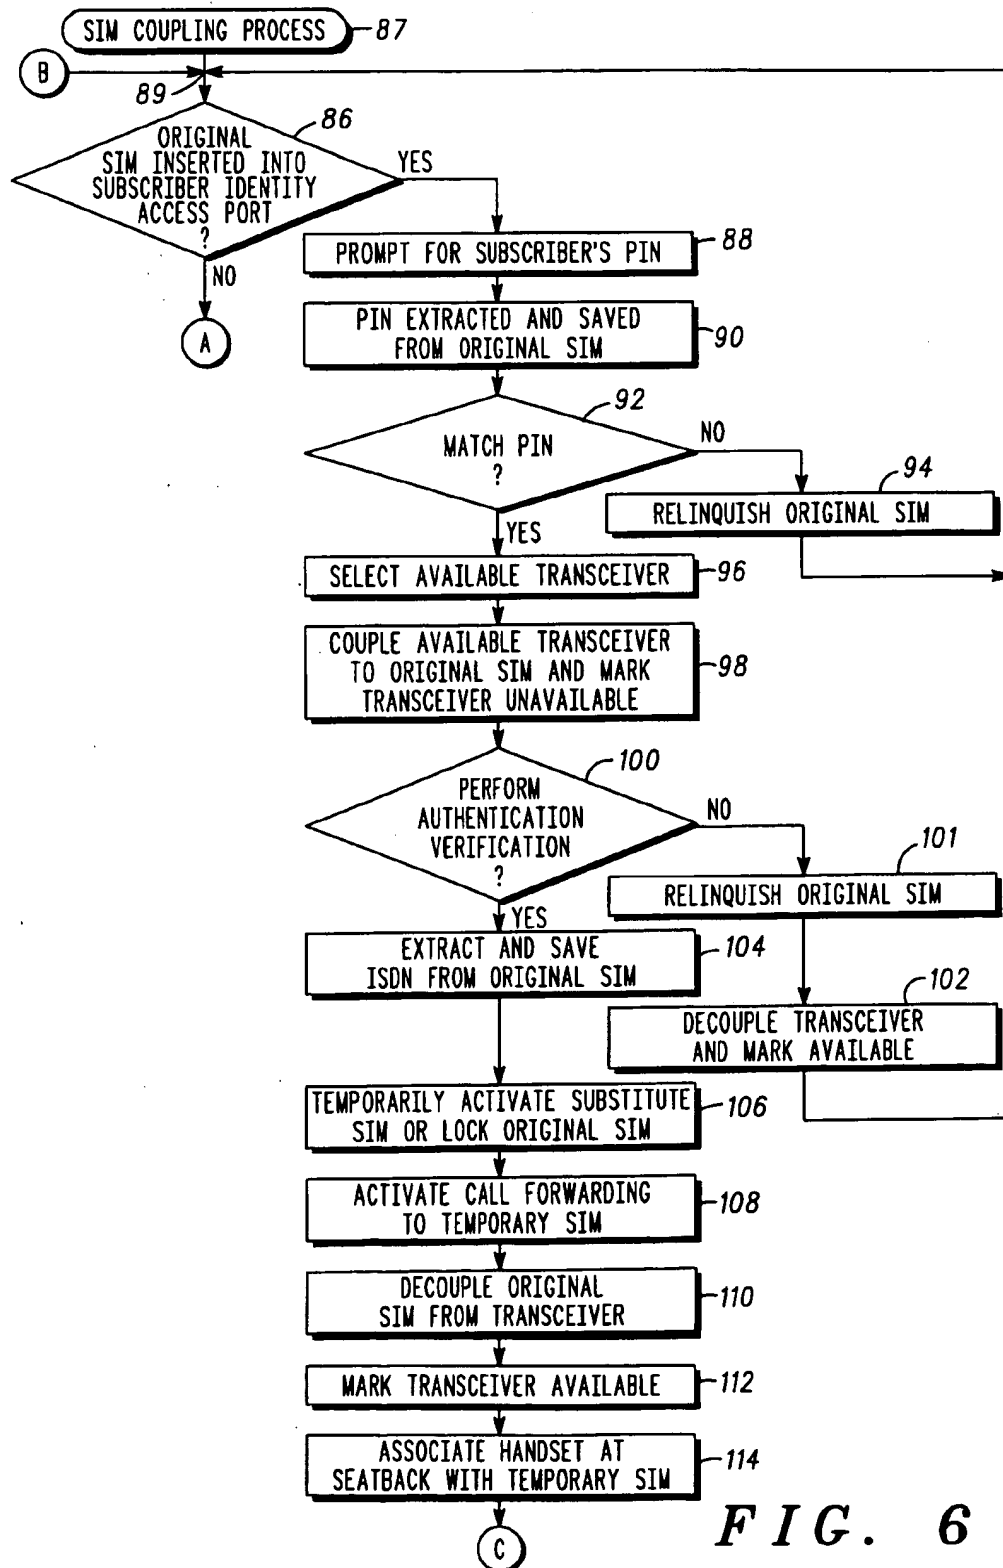 SIM COUPLING PROCESS 87
B
89
86
ORIGINAL
SIM INSERTED INTO
SUBSCRIBER IDENTITY
ACCESS PORT
?
YES
NO
A
PROMPT FOR SUBSCRIBER'S PIN 88
PIN EXTRACTED AND SAVED
FROM ORIGINAL SIM
90
92
MATCH PIN
?
NO
YES
94
RELINQUISH ORIGINAL SIM
SELECT AVAILABLE TRANSCEIVER 96
COUPLE AVAILABLE TRANSCEIVER
TO ORIGINAL SIM AND MARK
TRANSCEIVER UNAVAILABLE
98
100
PERFORM
AUTHENTICATION
VERIFICATION
?
NO
YES
101
RELINQUISH ORIGINAL SIM
EXTRACT AND SAVE
ISDN FROM ORIGINAL SIM
104
102
DECOUPLE TRANSCEIVER
AND MARK AVAILABLE
TEMPORARILY ACTIVATE SUBSTITUTE
SIM OR LOCK ORIGINAL SIM
106
ACTIVATE CALL FORWARDING
TO TEMPORARY SIM
108
DECOUPLE ORIGINAL
SIM FROM TRANSCEIVER
110
MARK TRANSCEIVER AVAILABLE 112
ASSOCIATE HANDSET AT
SEATBACK WITH TEMPORARY SIM
114
C
FIG. 6